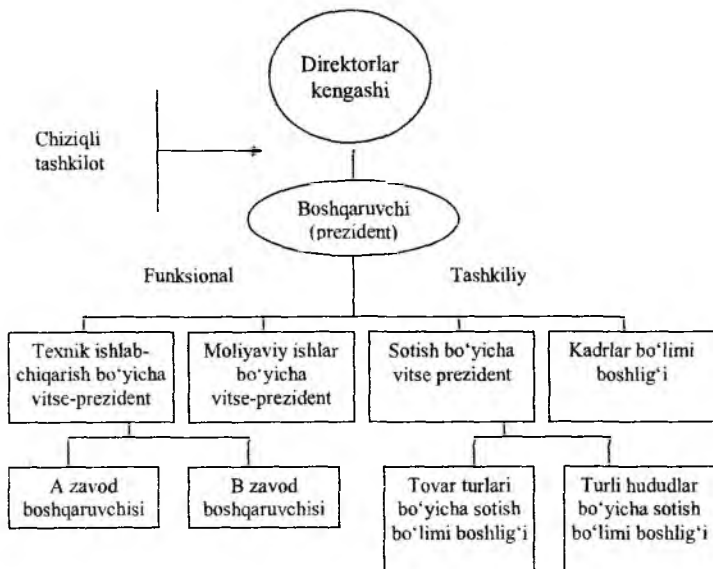 Direktorlar
kengashi
Chiziqli
tashkilot
Boshqaruvchi
(prezident)
Funksional
Tashkiliy
Texnik ishlab-
chiqarish bo‘yicha
vitse-prezident
Moliyaviy ishlar
bo‘yicha
vitse-prezident
Sotish bo‘yicha
vitse prezident
Kadrlar bo‘limi
boshlig‘i
A zavod
boshqaruvchisi
B zavod
boshqaruvchisi
Tovar turlari
bo‘yicha sotish
bo‘limi boshlig‘i
Turli hududlar
bo‘yicha sotish
bo‘limi boshlig‘i